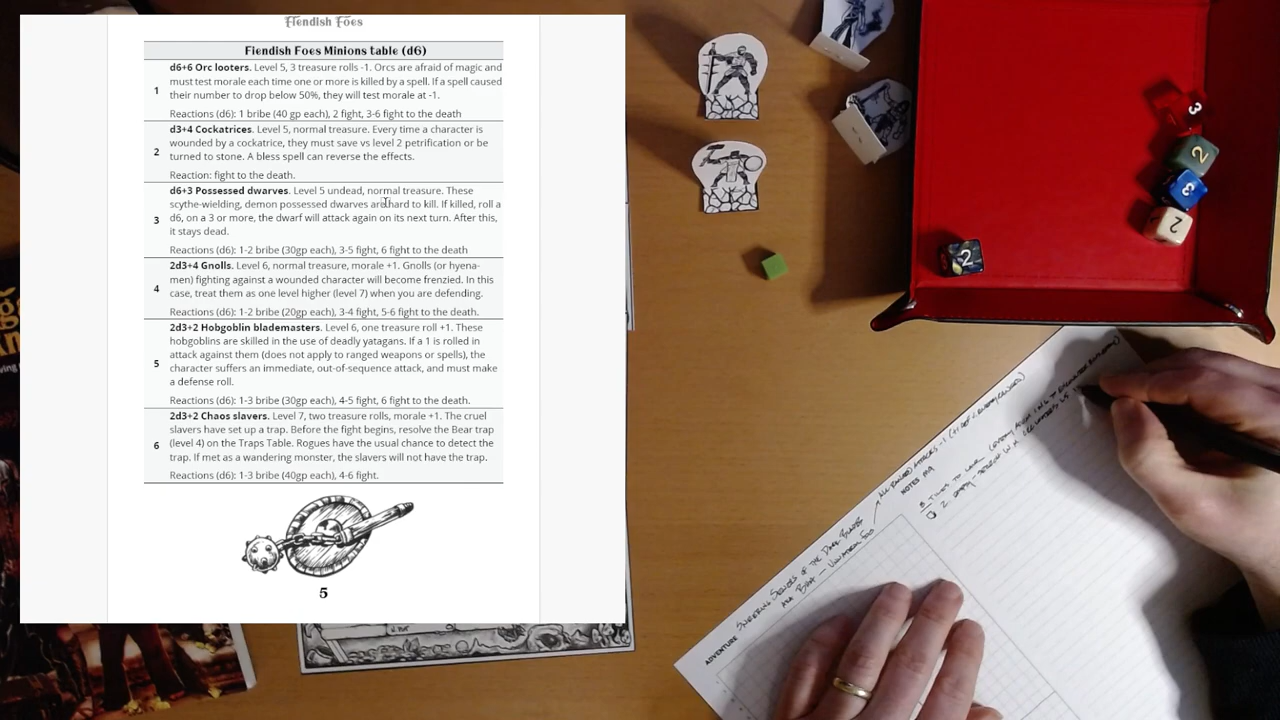 Fiendish Foes
Fiendish Foes Minions table (d6)
1
d6+6 Orc looters. Level 5, 3 treasure rolls -1. Orcs are afraid of magic and
must test morale each time one or more is killed by a spell. If a spell caused
their number to drop below 50%, they will test morale at -1.
Reactions (d6): 1 bribe (40 gp each), 2 fight, 3-6 fight to the death
2
d3+4 Cockatrices. Level 5, normal treasure. Every time a character is
wounded by a cockatrice, they must save vs level 2 petrification or be
turned to stone. A bless spell can reverse the effects.
Reaction: fight to the death.
3
d6+3 Possessed dwarves. Level 5 undead, normal treasure. These
scythe-wielding, demon possessed dwarves are hard to kill. If killed, roll a
d6, on a 3 or more, the dwarf will attack again on its next turn. After this,
it stays dead.
Reactions (d6): 1-2 bribe (30gp each), 3-5 fight, 6 fight to the death
4
2d3+4 Gnolls. Level 6, normal treasure, morale +1. Gnolls (or hyena-
men) fighting against a wounded character will become frenzied. In this
case, treat them as one level higher (level 7) when you are defending.
Reactions (d6): 1-2 bribe (20gp each), 3-4 fight, 5-6 fight to the death.
5
2d3+2 Hobgoblin blademasters. Level 6, one treasure roll +1. These
hobgoblins are skilled in the use of deadly yatagans. If a 1 is rolled in
attack against them (does not apply to ranged weapons or spells), the
character suffers an immediate, out-of-sequence attack, and must make
a defense roll.
Reactions (d6): 1-3 bribe (30gp each), 4-5 fight, 6 fight to the death.
6
2d3+2 Chaos slavers. Level 7, two treasure rolls, morale +1. The cruel
slavers have set up a trap. Before the fight begins, resolve the Bear trap
(level 4) on the Traps Table. Rogues have the usual chance to detect the
trap. If met as a wandering monster, the slavers will not have the trap.
Reactions (d6): 1-3 bribe (40gp each), 4-6 fight.
5
3
2
3
2
2
ALL RANGED ATTACKS -1
NOTES
ADVENTURE
OF THE DARK